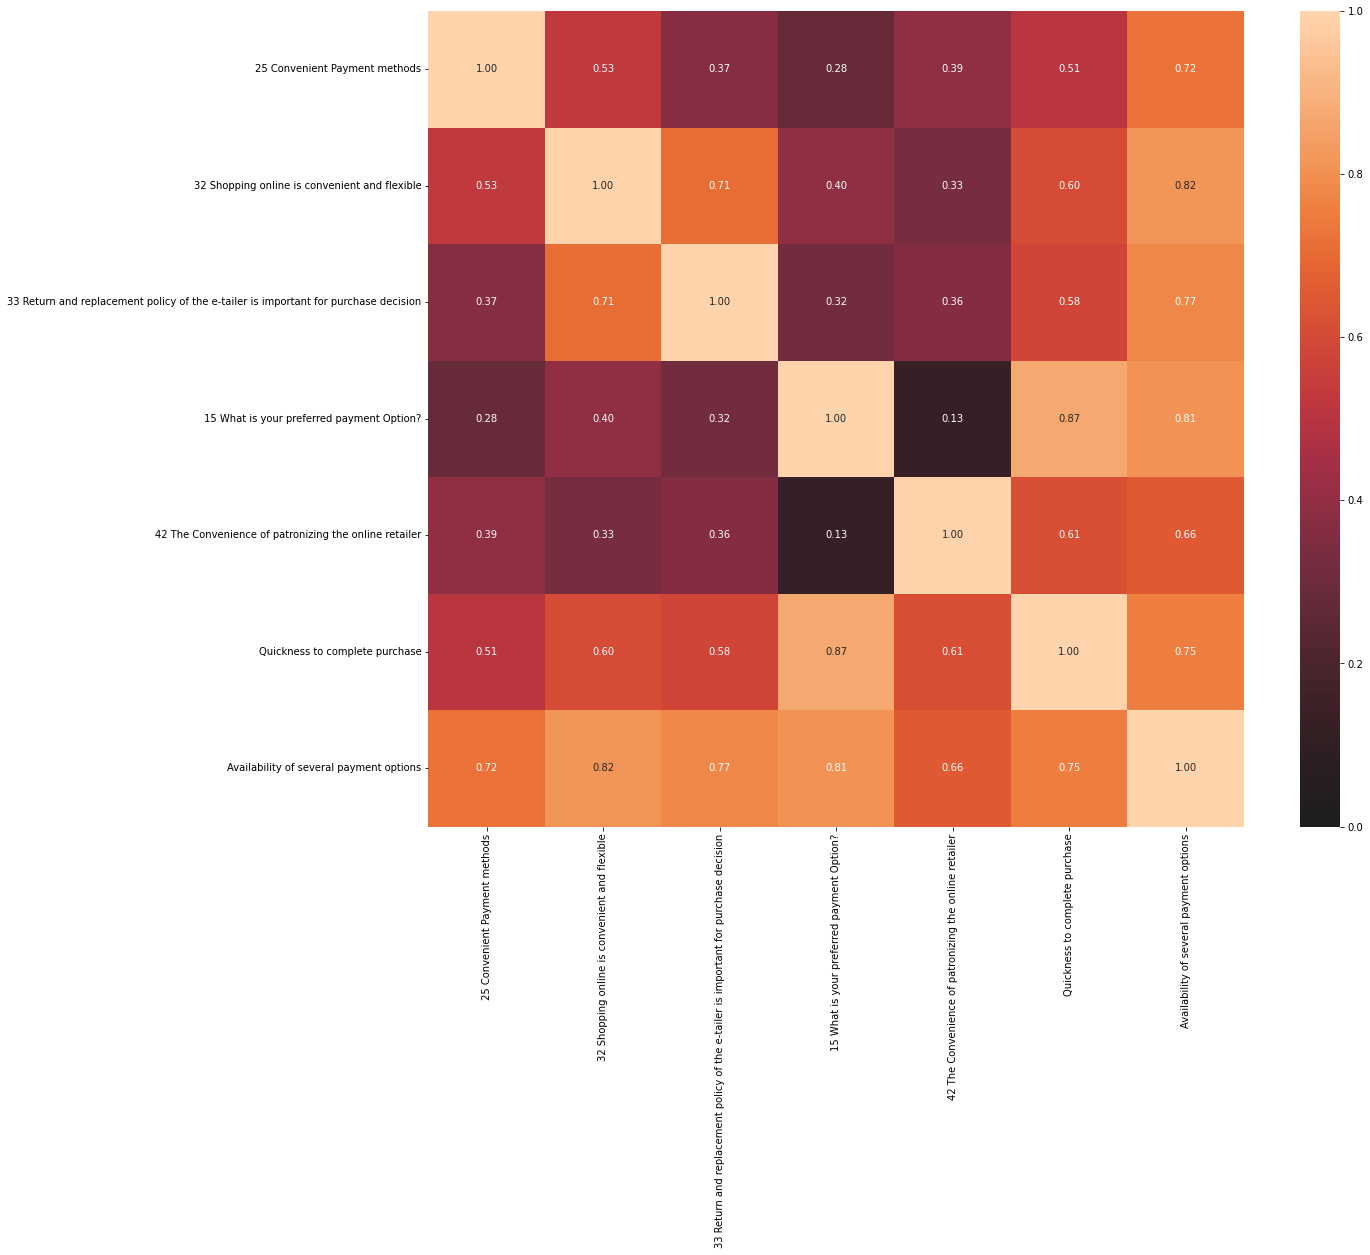 25 Convenient Payment methods
1.00 0.53 0.37 0.28 0.39 0.51 0.72
32 Shopping online is convenient and flexible
0.53 1.00 0.71 0.40 0.33 0.60 0.82
33 Return and replacement policy of the e-tailer is important for purchase decision
0.37 0.71 1.00 0.32 0.36 0.58 0.77
15 What is your preferred payment Option?
0.28 0.40 0.32 1.00 0.13 0.87 0.81
42 The Convenience of patronizing the online retailer
0.39 0.33 0.36 0.13 1.00 0.61 0.66
Quickness to complete purchase
0.51 0.60 0.58 0.87 0.61 1.00 0.75
Availability of several payment options
0.72 0.82 0.77 0.81 0.66 0.75 1.00
25 Convenient Payment methods
32 Shopping online is convenient and flexible
33 Return and replacement policy of the e-tailer is important for purchase decision
15 What is your preferred payment Option?
42 The Convenience of patronizing the online retailer
Quickness to complete purchase
Availability of several payment options
1.0
0.8
0.6
0.4
0.2
0.0